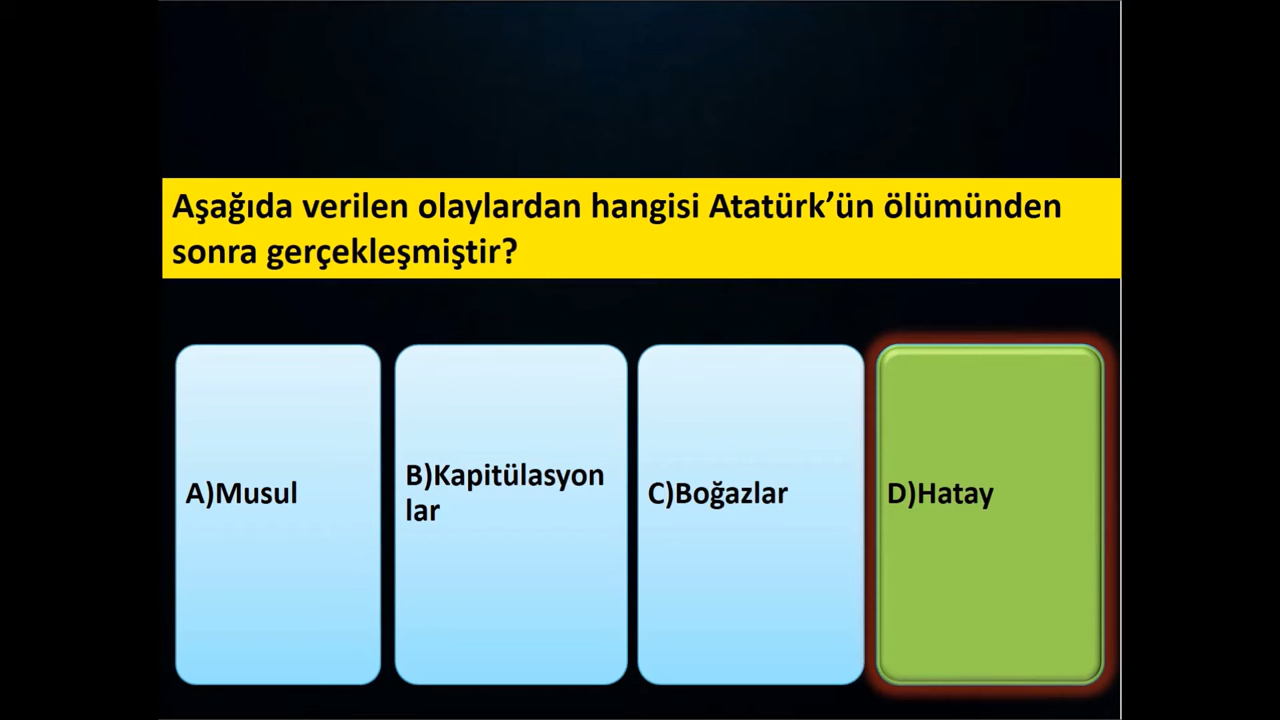 Aşağıda verilen olaylardan hangisi Atatürk’ün ölümünden
sonra gerçekleşmiştir?
A)Musul
B)Kapitülasyon
lar
C)Boğazlar
D)Hatay